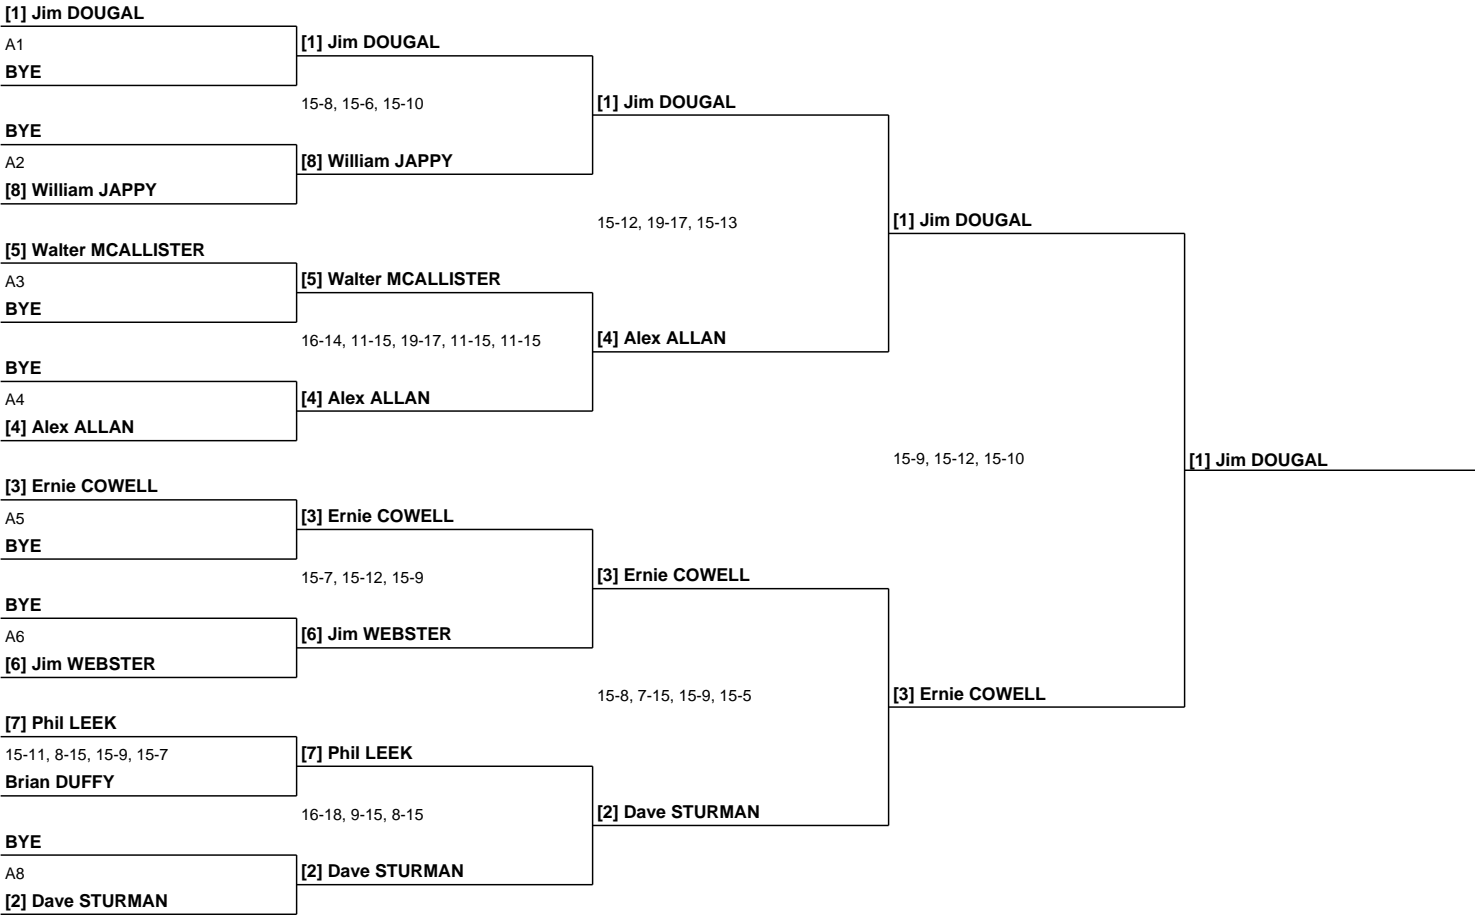 [1] Jim DOUGAL
A1
[1] Jim DOUGAL
BYE
15-8, 15-6, 15-10
[1] Jim DOUGAL
BYE
A2
[8] William JAPPY
[8] William JAPPY
15-12, 19-17, 15-13
[1] Jim DOUGAL
[5] Walter MCALLISTER
A3
[5] Walter MCALLISTER
BYE
16-14, 11-15, 19-17, 11-15, 11-15
[4] Alex ALLAN
BYE
A4
[4] Alex ALLAN
[4] Alex ALLAN
15-9, 15-12, 15-10
[1] Jim DOUGAL
[3] Ernie COWELL
A5
[3] Ernie COWELL
BYE
15-7, 15-12, 15-9
[3] Ernie COWELL
BYE
A6
[6] Jim WEBSTER
[6] Jim WEBSTER
15-8, 7-15, 15-9, 15-5
[3] Ernie COWELL
[7] Phil LEEK
15-11, 8-15, 15-9, 15-7
[7] Phil LEEK
Brian DUFFY
16-18, 9-15, 8-15
[2] Dave STURMAN
BYE
A8
[2] Dave STURMAN
[2] Dave STURMAN